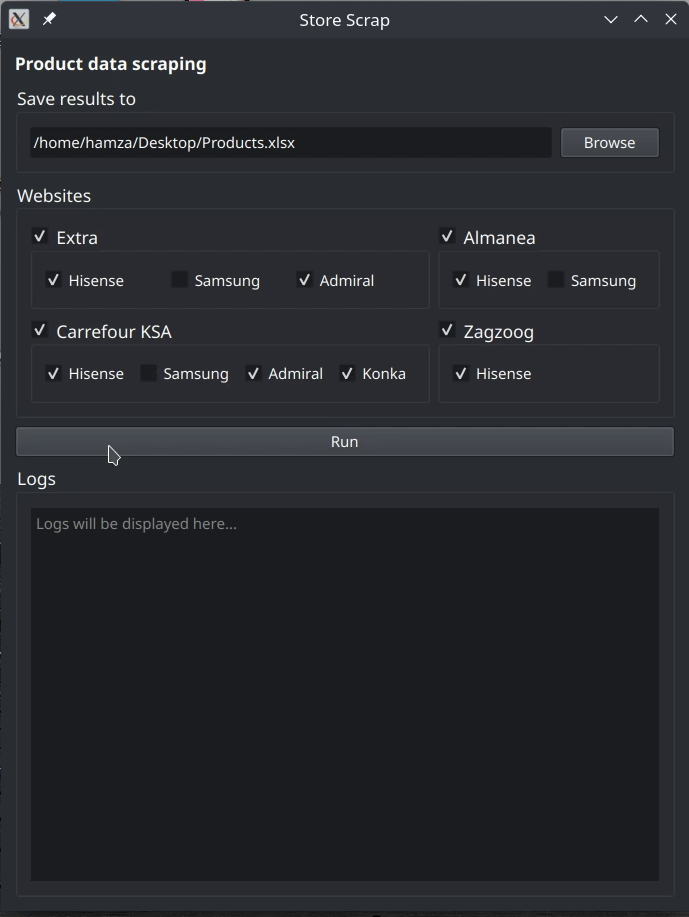 Store Scrap
Product data scraping
Save results to
/home/hamza/Desktop/Products.xlsx Browse
Websites
Extra
Hisense Samsung Admiral
Almanea
Hisense Samsung
Carrefour KSA
Hisense Samsung Admiral Konka
Zagzoog
Hisense
Run
Logs
Logs will be displayed here...